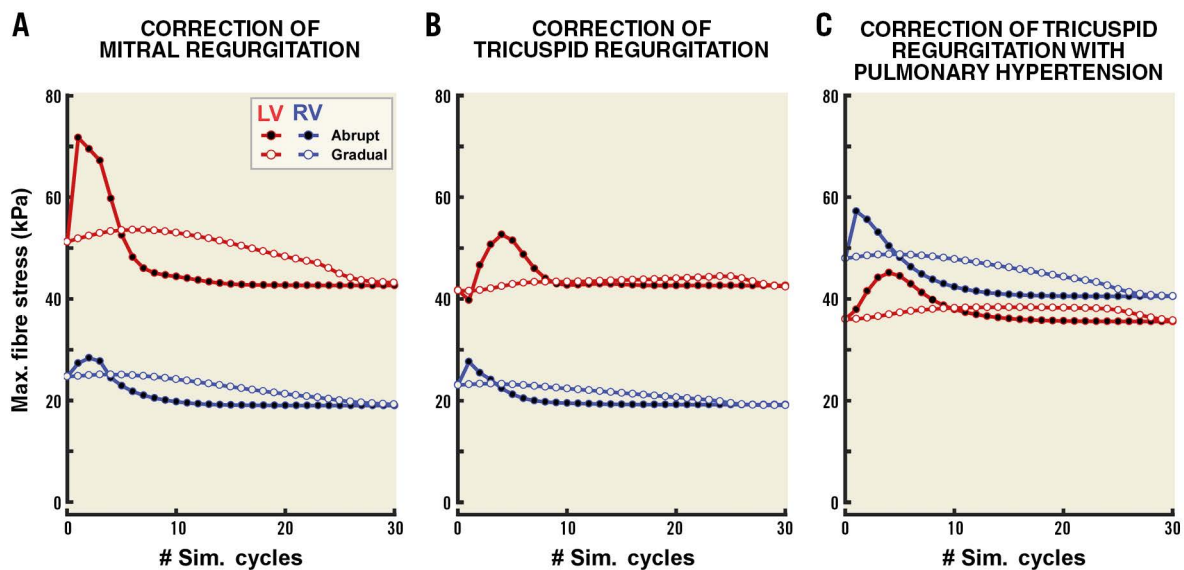 A
CORRECTION OF
MITRAL REGURGITATION
B
CORRECTION OF
TRICUSPID REGURGITATION
C
CORRECTION OF TRICUSPID
REGURGITATION WITH
PULMONARY HYPERTENSION
Max. fibre stress (kPa)
80
60
40
20
0
LV RV
Abrupt
Gradual
0 10 20 30
# Sim. cycles
80
60
40
20
0
0 10 20 30
# Sim. cycles
80
60
40
20
0
0 10 20 30
# Sim. cycles